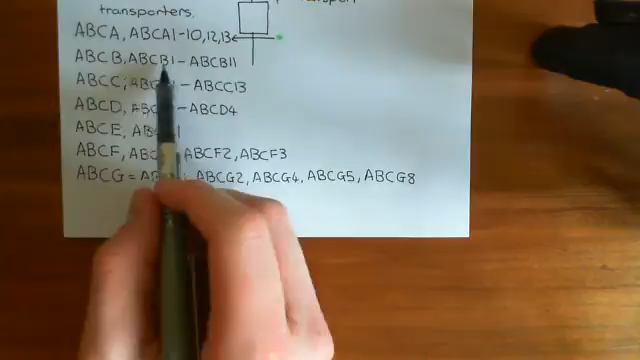 transporters.
ABCA, ABCA1-10,12,13
ABCB, ABCB1 - ABCB11
ABCC, - ABCC13
ABCD, - ABCD4
ABCE,
ABCF, ABCF2, ABCF3
ABCG = ABCG2, ABCG4, ABCG5, ABCG8